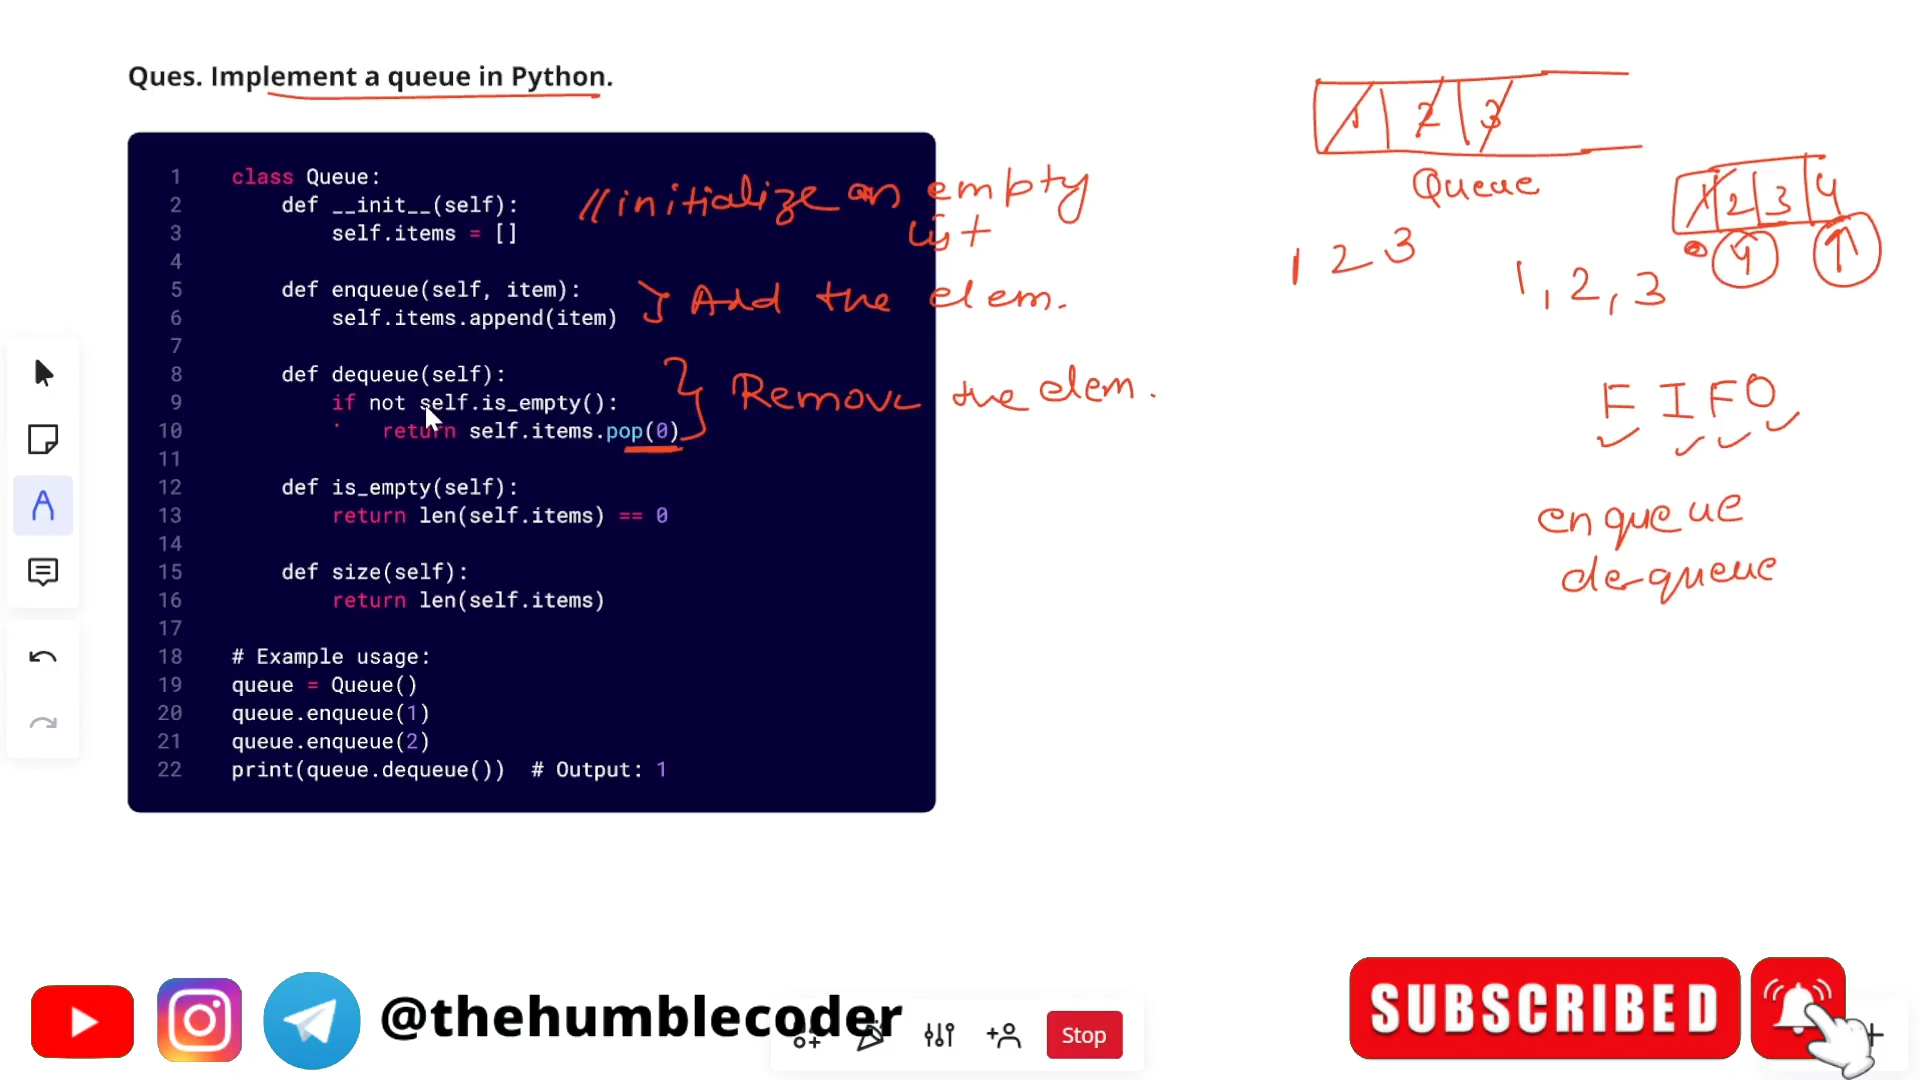 Ques. Implement a queue in Python.
1 class Queue:
2 def __init__(self):
3 self.items = []
4
5 def enqueue(self, item):
6 self.items.append(item)
7
8 def dequeue(self):
9 if not self.is_empty():
10 return self.items.pop(0)
11
12 def is_empty(self):
13 return len(self.items) == 0
14
15 def size(self):
16 return len(self.items)
17
18 # Example usage:
19 queue = Queue()
20 queue.enqueue(1)
21 queue.enqueue(2)
22 print(queue.dequeue()) # Output: 1
//initialize an empty
list
Add the elem.
Remove the elem.
1 2 3
Queue
1 2 3
1 2 3 4
1, 2, 3
FIFO
enqueue
dequeue
@thehumblecoder
Stop
SUBSCRIBED